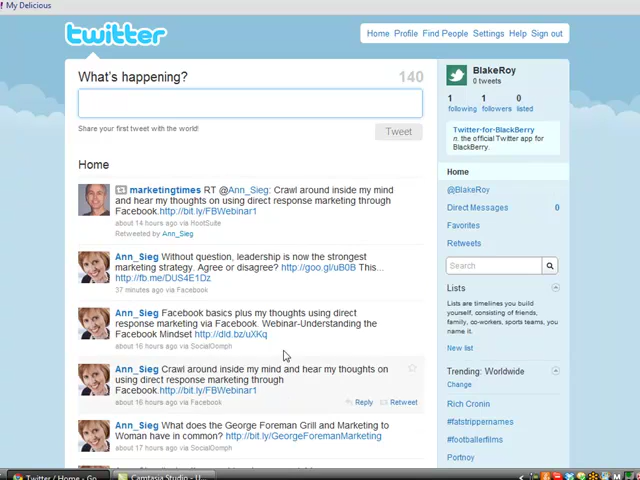 My Delicious
twitter
Home Profile Find People Settings Help Sign out
What's happening? 140
Share your first tweet with the world!
Tweet
Home
marketingtimes RT @Ann_Sieg: Crawl around inside my mind
and hear my thoughts on using direct response marketing through
Facebook.http://bit.ly/FBWebinar1
about 14 hours ago via HootSuite
Retweeted by Ann_Sieg
Ann_Sieg Without question, leadership is now the strongest
marketing strategy. Agree or disagree? http://goo.gl/uB0B This...
http://fb.me/DUS4E1Dz
37 minutes ago via Facebook
Ann_Sieg Facebook basics plus my thoughts using direct
response marketing via Facebook. Webinar-Understanding the
Facebook Mindset http://dld.bz/uXKq
about 16 hours ago via SocialOomph
Ann_Sieg Crawl around inside my mind and hear my thoughts on
using direct response marketing through
Facebook.http://bit.ly/FBWebinar1
about 16 hours ago via Facebook
Reply Retweet
Ann_Sieg What does the George Foreman Grill and Marketing to
Woman have in common? http://bit.ly/GeorgeForemanMarketing
about 17 hours ago via SocialOomph
BlakeRoy
0 tweets
1 1 0
following followers listed
Twitter-for-BlackBerry
n. the official Twitter app for
BlackBerry.
Home
@BlakeRoy
Direct Messages 0
Favorites
Retweets
Search
Lists
Lists are timelines you build
yourself, consisting of friends,
family, co-workers, sports teams, you
name it.
New list
Trending: Worldwide
Change
Rich Cronin
#fatstrippernames
#footballerfilms
Portnoy
Twitter / Home - Go...
Camtasia Studio - U...